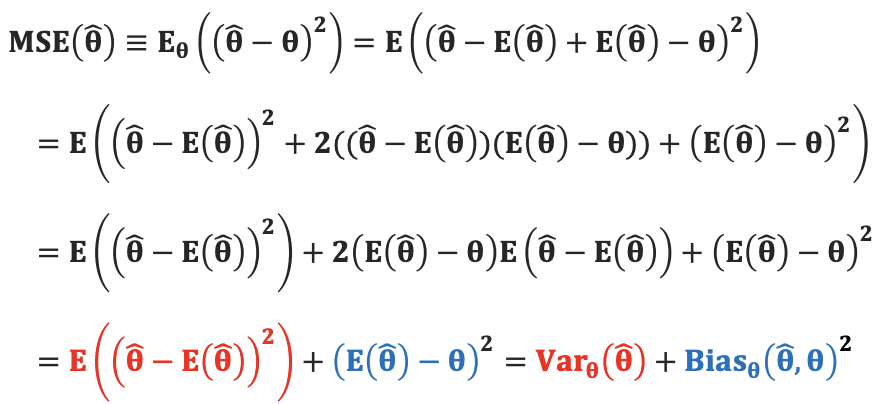 MSE(θ̂) ≡ E_θ((θ̂ − θ)²) = E((θ̂ − E(θ̂) + E(θ̂) − θ)²)
= E((θ̂ − E(θ̂))² + 2((θ̂ − E(θ̂))(E(θ̂) − θ)) + (E(θ̂) − θ)²)
= E((θ̂ − E(θ̂))²) + 2(E(θ̂) − θ)E(θ̂ − E(θ̂)) + (E(θ̂) − θ)²
= E((θ̂ − E(θ̂))²) + (E(θ̂) − θ)² = Var_θ(θ̂) + Bias_θ(θ̂, θ)²